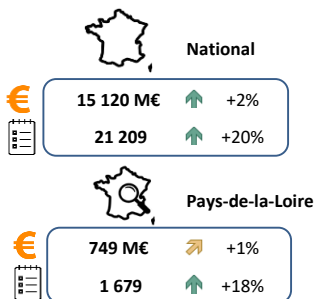 National
€ 15 120 M€ +2%
21 209 +20%
Pays-de-la-Loire
€ 749 M€ +1%
1 679 +18%